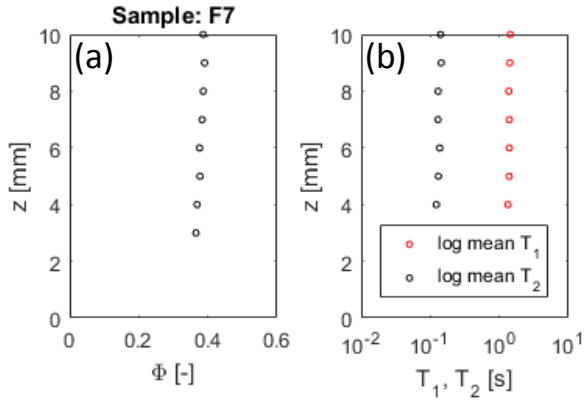 Sample: F7
(a)
10
8
6
4
2
0
z [mm]
0 0.2 0.4 0.6
Φ [-]
(b)
10
8
6
4
2
0
z [mm]
log mean T₁
log mean T₂
10⁻² 10⁻¹ 10⁰ 10¹
T₁, T₂ [s]